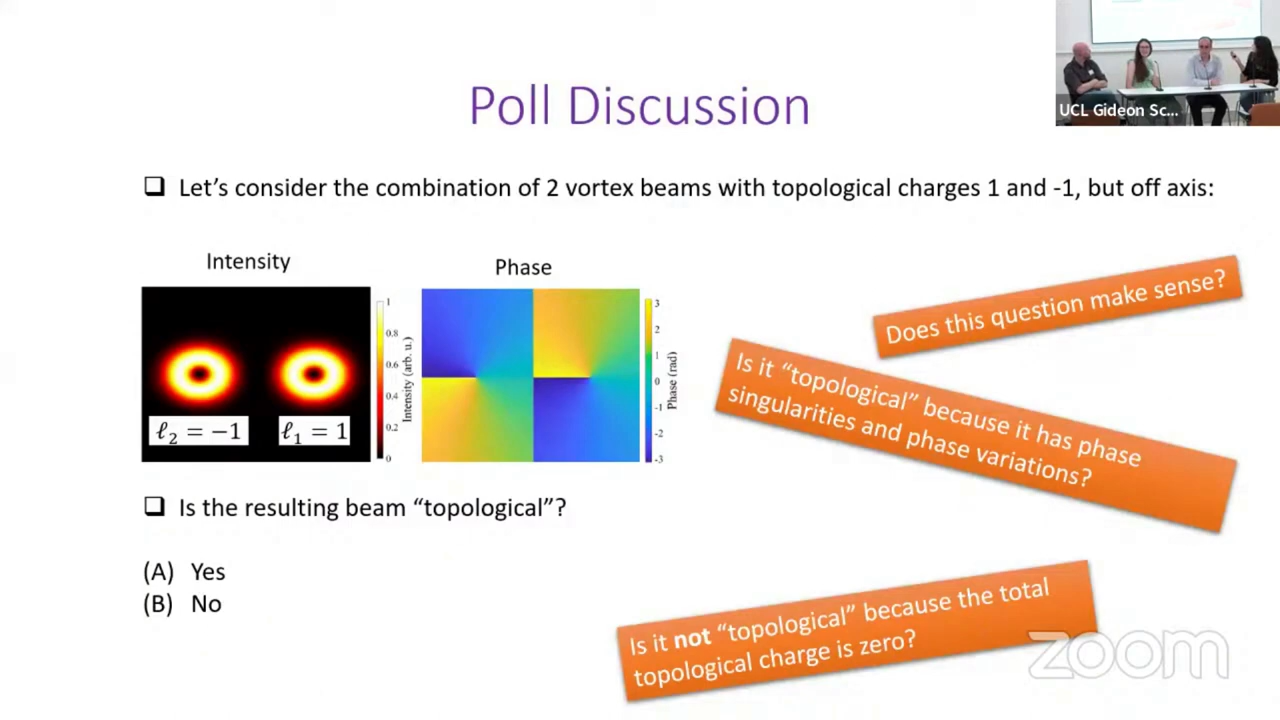 Poll Discussion
UCL Gideon Sc...
❑ Let's consider the combination of 2 vortex beams with topological charges 1 and -1, but off axis:
Intensity
Phase
ℓ₂ = −1
ℓ₁ = 1
1
0.8
0.6
0.4
0.2
0
Intensity (arb. u.)
3
2
1
0
-1
-2
-3
Phase (rad)
Does this question make sense?
Is it "topological" because it has phase
singularities and phase variations?
❑ Is the resulting beam "topological"?
(A) Yes
(B) No
Is it not "topological" because the total
topological charge is zero?
zoom